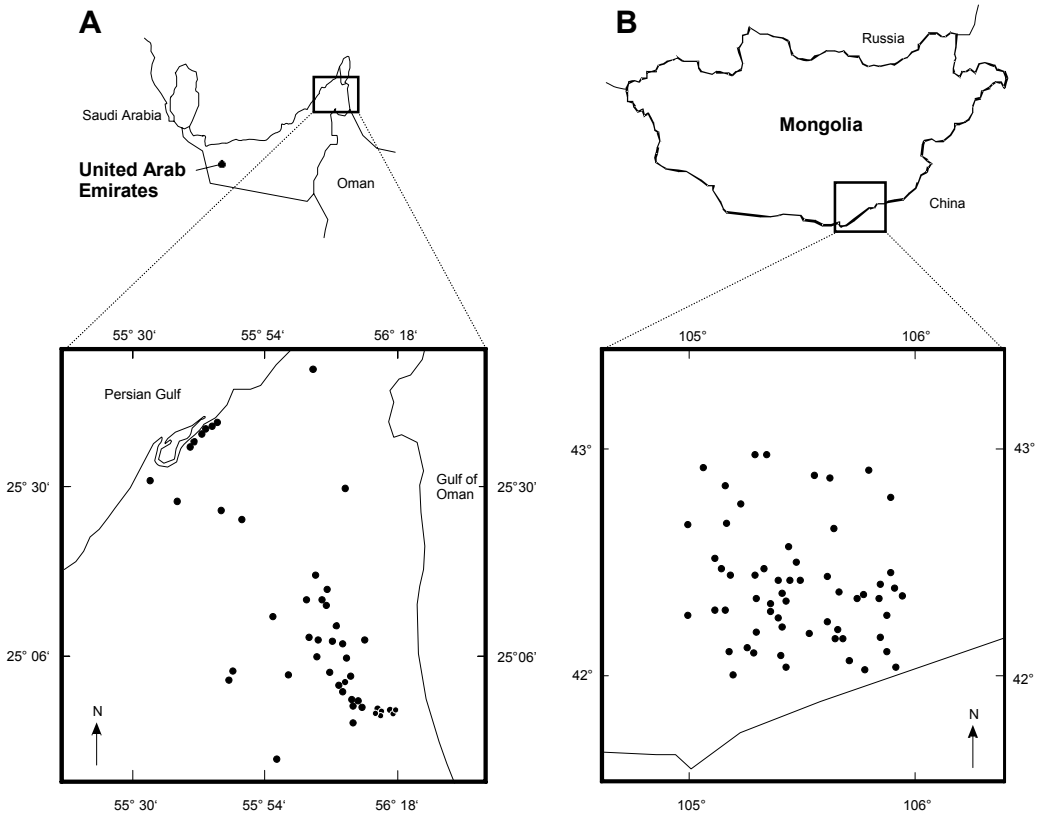 A
Saudi Arabia
United Arab
Emirates
Oman
55° 30‘
55° 54‘
56° 18‘
Persian Gulf
Gulf of
Oman
25° 30‘
25° 30’
25° 06‘
25° 06‘
N
55° 30‘
55° 54‘
56° 18‘
B
Russia
Mongolia
China
105°
106°
43°
43°
42°
42°
N
105°
106°